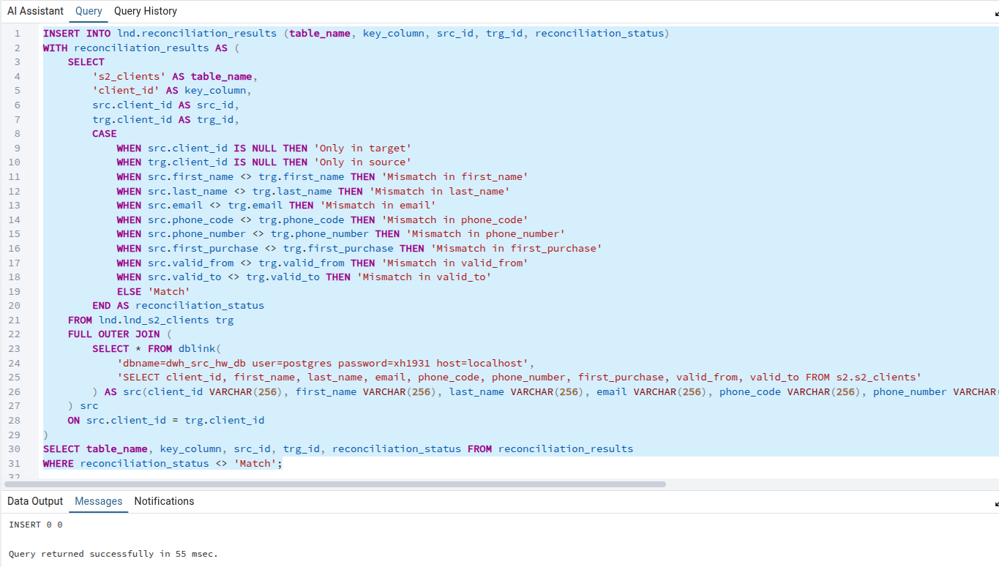 AI Assistant Query Query History
1 INSERT INTO lnd.reconciliation_results (table_name, key_column, src_id, trg_id, reconciliation_status)
2 WITH reconciliation_results AS (
3 SELECT
4 's2_clients' AS table_name,
5 'client_id' AS key_column,
6 src.client_id AS src_id,
7 trg.client_id AS trg_id,
8 CASE
9 WHEN src.client_id IS NULL THEN 'Only in target'
10 WHEN trg.client_id IS NULL THEN 'Only in source'
11 WHEN src.first_name <> trg.first_name THEN 'Mismatch in first_name'
12 WHEN src.last_name <> trg.last_name THEN 'Mismatch in last_name'
13 WHEN src.email <> trg.email THEN 'Mismatch in email'
14 WHEN src.phone_code <> trg.phone_code THEN 'Mismatch in phone_code'
15 WHEN src.phone_number <> trg.phone_number THEN 'Mismatch in phone_number'
16 WHEN src.first_purchase <> trg.first_purchase THEN 'Mismatch in first_purchase'
17 WHEN src.valid_from <> trg.valid_from THEN 'Mismatch in valid_from'
18 WHEN src.valid_to <> trg.valid_to THEN 'Mismatch in valid_to'
19 ELSE 'Match'
20 END AS reconciliation_status
21 FROM lnd.lnd_s2_clients trg
22 FULL OUTER JOIN (
23 SELECT * FROM dblink(
24 'dbname=dwh_src_hw_db user=postgres password=xh1931 host=localhost',
25 'SELECT client_id, first_name, last_name, email, phone_code, phone_number, first_purchase, valid_from, valid_to FROM s2.s2_clients'
26 ) AS src(client_id VARCHAR(256), first_name VARCHAR(256), last_name VARCHAR(256), email VARCHAR(256), phone_code VARCHAR(256), phone_number VARCHAR(
27 ) src
28 ON src.client_id = trg.client_id
29 )
30 SELECT table_name, key_column, src_id, trg_id, reconciliation_status FROM reconciliation_results
31 WHERE reconciliation_status <> 'Match';
32
Data Output Messages Notifications
INSERT 0 0
Query returned successfully in 55 msec.